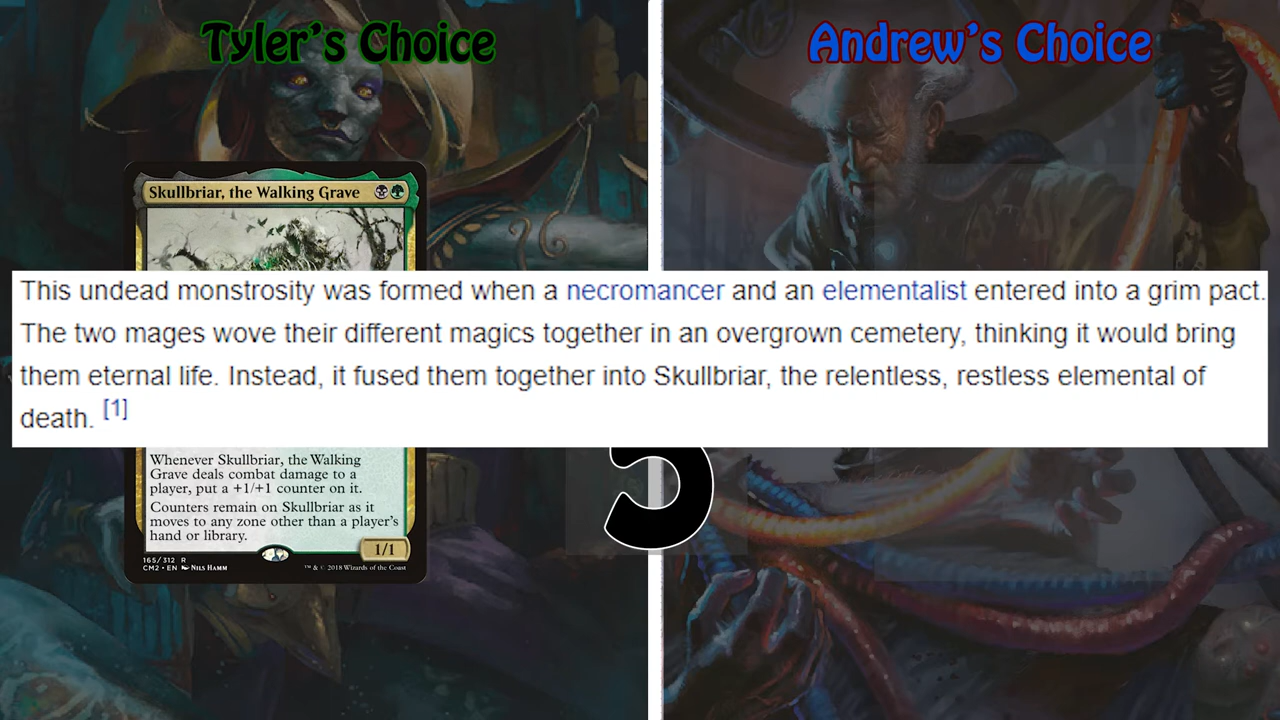 Tyler's Choice
Andrew's Choice
Skullbriar, the Walking Grave
This undead monstrosity was formed when a necromancer and an elementalist entered into a grim pact.
The two mages wove their different magics together in an overgrown cemetery, thinking it would bring
them eternal life. Instead, it fused them together into Skullbriar, the relentless, restless elemental of
death. [1]
5
Whenever Skullbriar, the Walking
Grave deals combat damage to a
player, put a +1/+1 counter on it.
Counters remain on Skullbriar as it
moves to any zone other than a player's
hand or library.
1/1
165/312 R
CM2 • EN NILS HAMM
™ & © 2018 Wizards of the Coast